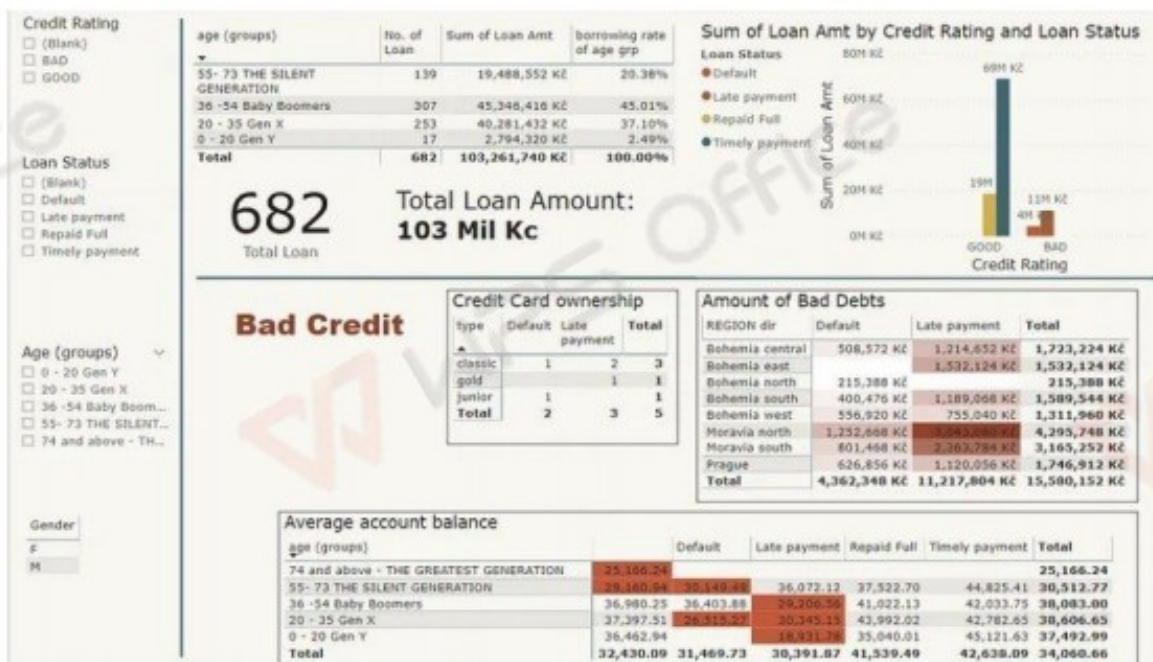 Credit Rating
(Blank)
BAD
GOOD
Loan Status
(Blank)
Default
Late payment
Repaid Full
Timely payment
Age (groups)
0 - 20 Gen Y
20 - 35 Gen X
36 -54 Baby Boom...
55- 73 THE SILENT...
74 and above - TH...
Gender
F
M
age (groups) No. of Loan Sum of Loan Amt borrowing rate of age grp
55- 73 THE SILENT GENERATION 139 19,488,552 Kč 20.38%
36 -54 Baby Boomers 307 45,346,416 Kč 45.01%
20 - 35 Gen X 253 40,281,432 Kč 37.10%
0 - 20 Gen Y 17 2,794,320 Kč 2.49%
Total 682 103,261,740 Kč 100.00%
682
Total Loan
Total Loan Amount:
103 Mil Kc
Sum of Loan Amt by Credit Rating and Loan Status
Loan Status
Default
Late payment
Repaid Full
Timely payment
Sum of Loan Amt
80M Kč
60M Kč
40M Kč
20M Kč
0M Kč
69M Kč
19M
4M
11M Kč
GOOD BAD
Credit Rating
Bad Credit
Credit Card ownership
type Default Late payment Total
classic 1 2 3
gold 1 1
junior 1 1
Total 2 3 5
Amount of Bad Debts
REGION dir Default Late payment Total
Bohemia central 508,572 Kč 1,214,652 Kč 1,723,224 Kč
Bohemia east 1,532,124 Kč 1,532,124 Kč
Bohemia north 215,388 Kč 215,388 Kč
Bohemia south 400,476 Kč 1,189,068 Kč 1,589,544 Kč
Bohemia west 556,920 Kč 755,040 Kč 1,311,960 Kč
Moravia north 1,252,668 Kč 4,295,748 Kč
Moravia south 801,468 Kč 2,363,784 Kč 3,165,252 Kč
Prague 626,856 Kč 1,120,056 Kč 1,746,912 Kč
Total 4,362,348 Kč 11,217,804 Kč 15,580,152 Kč
Average account balance
age (groups) Default Late payment Repaid Full Timely payment Total
74 and above - THE GREATEST GENERATION 25,166.24 25,166.24
55- 73 THE SILENT GENERATION 29,160.94 30,149.49 36,072.12 37,522.70 44,825.41 30,512.77
36 -54 Baby Boomers 36,980.25 36,403.88 29,206.56 41,022.13 42,033.75 38,083.00
20 - 35 Gen X 37,397.51 26,515.27 30,345.15 43,992.02 42,782.65 38,606.65
0 - 20 Gen Y 36,462.94 18,931.78 35,040.01 45,121.63 37,492.99
Total 32,430.09 31,469.73 30,391.87 41,539.49 42,638.09 34,060.66
WPS Office